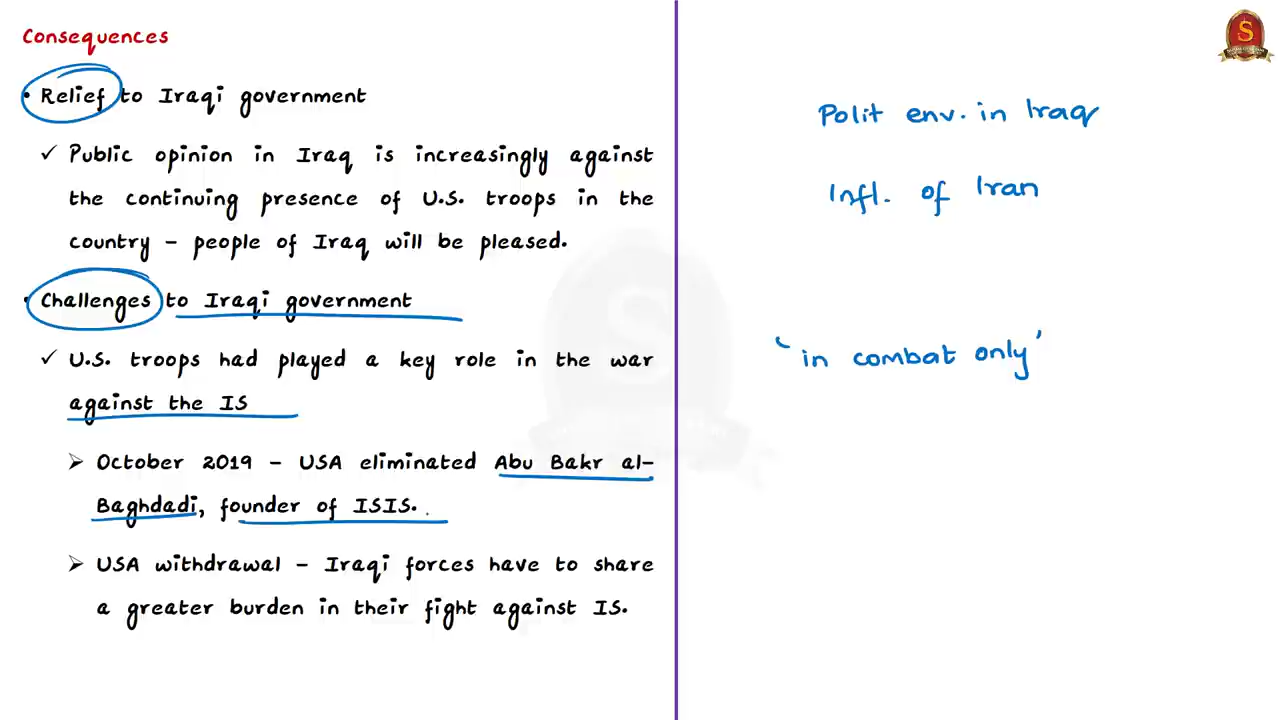 Consequences
• Relief to Iraqi government
✓ Public opinion in Iraq is increasingly against
the continuing presence of U.S. troops in the
country – people of Iraq will be pleased.
• Challenges to Iraqi government
✓ U.S. troops had played a key role in the war
against the IS
➢ October 2019 – USA eliminated Abu Bakr al-
Baghdadi, founder of ISIS.
➢ USA withdrawal – Iraqi forces have to share
a greater burden in their fight against IS.
Polit env. in Iraq
Infl. of Iran
'in combat only'
S